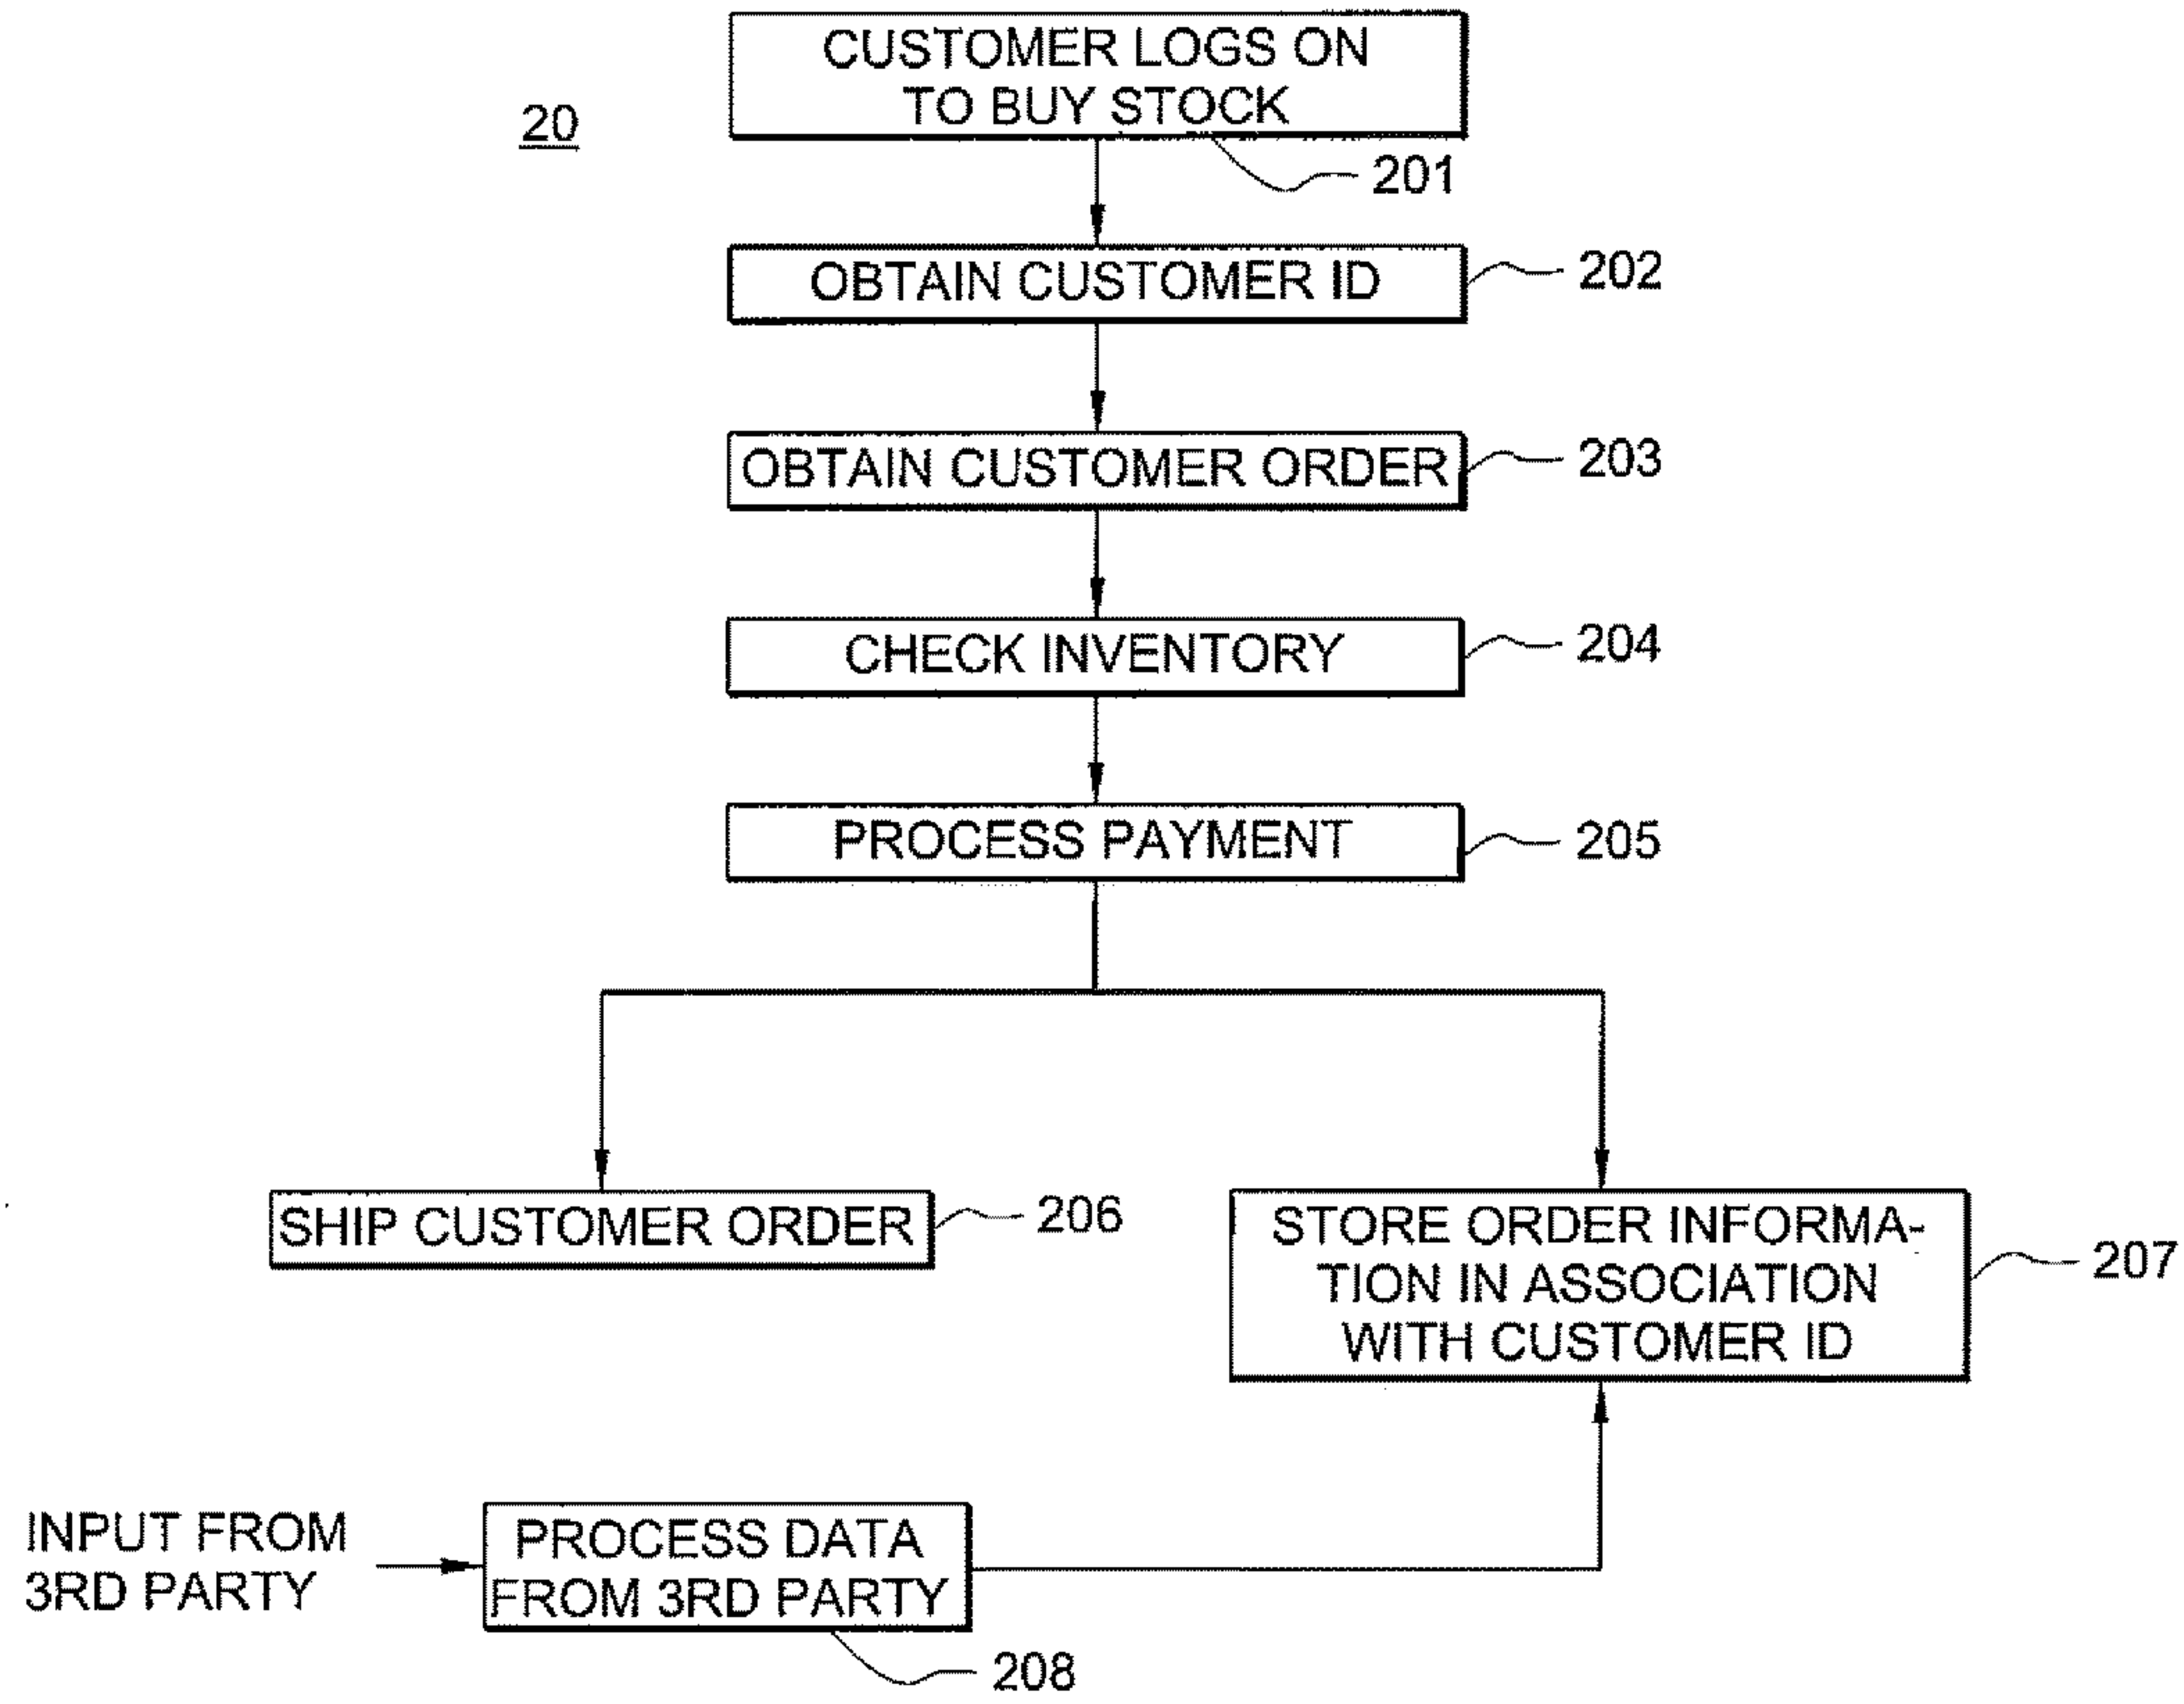 CUSTOMER LOGS ON
TO BUY STOCK
20
201
OBTAIN CUSTOMER ID
202
OBTAIN CUSTOMER ORDER
203
CHECK INVENTORY
204
PROCESS PAYMENT
205
SHIP CUSTOMER ORDER
206
STORE ORDER INFORMA-
TION IN ASSOCIATION
WITH CUSTOMER ID
207
INPUT FROM
3RD PARTY
PROCESS DATA
FROM 3RD PARTY
208